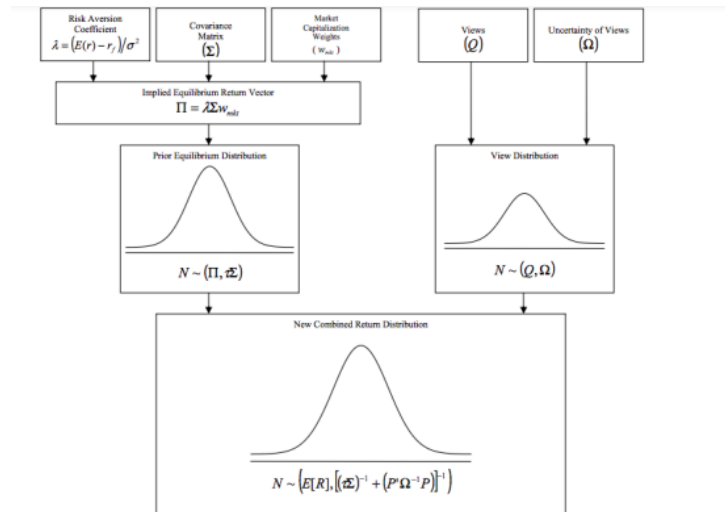 Risk Aversion
Coefficient
λ = (E(r) − r_f)/σ²
Covariance
Matrix
(Σ)
Market
Capitalization
Weights
(w_mkt)
Views
(Q)
Uncertainty of Views
(Ω)
Implied Equilibrium Return Vector
Π = λΣw_mkt
Prior Equilibrium Distribution
N ~ (Π, τΣ)
View Distribution
N ~ (Q, Ω)
New Combined Return Distribution
N ~ (E[R], [(τΣ)⁻¹ + (P'Ω⁻¹P)]⁻¹)